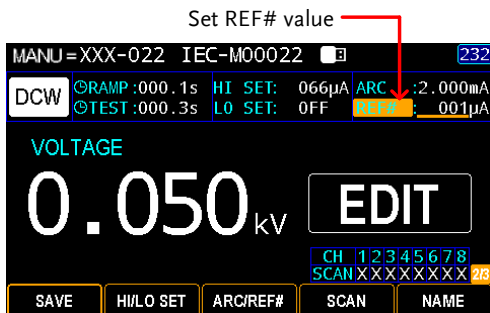 Set REF# value
MANU=XXX-022 IEC-M00022 232
DCW RAMP:000.1s HI SET: 066µA ARC :2.000mA
TEST:000.3s LO SET: OFF REF# : 001µA
VOLTAGE
0.050 kV EDIT
CH 1 2 3 4 5 6 7 8
SCAN X X X X X X X X 2/3
SAVE HI/LO SET ARC/REF# SCAN NAME